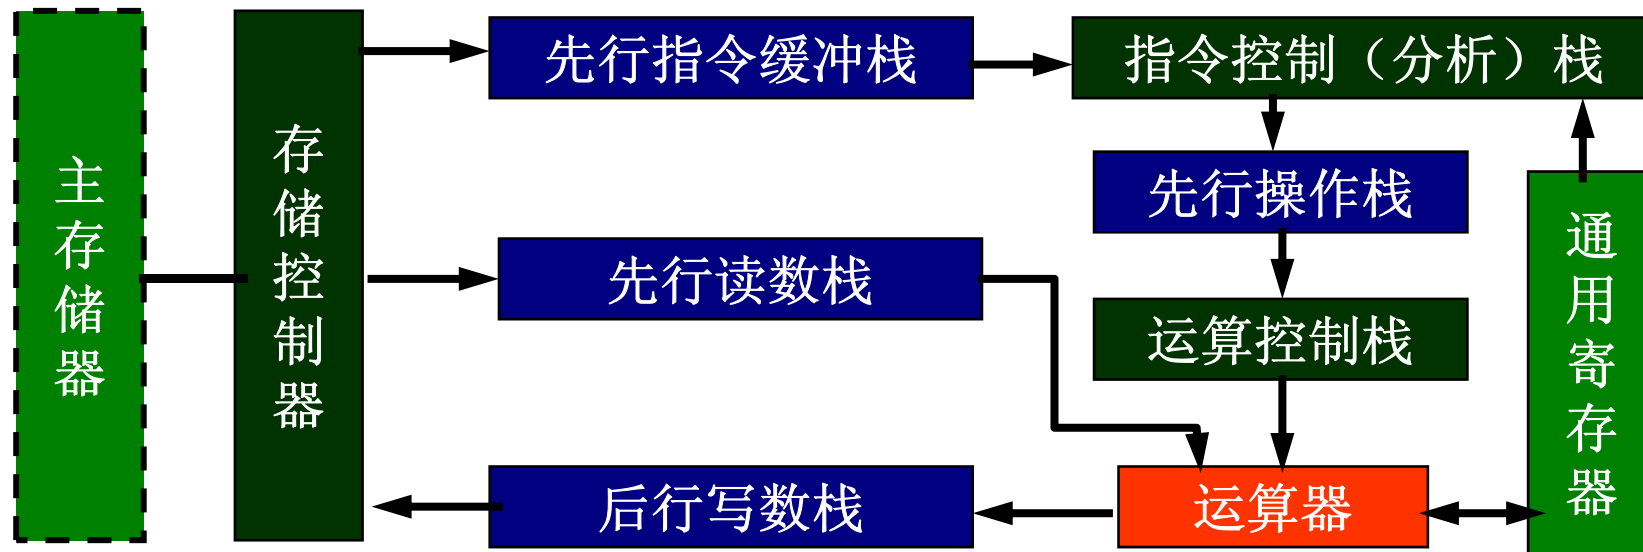 主存储器
存储控制器
先行指令缓冲栈
指令控制（分析）栈
先行操作栈
先行读数栈
运算控制栈
后行写数栈
运算器
通用寄存器